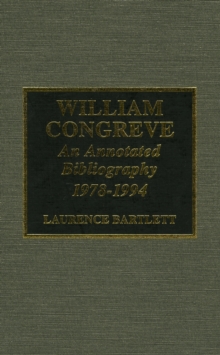 WILLIAM
CONGREVE
An Annotated
Bibliography
1978-1994
LAURENCE BARTLETT